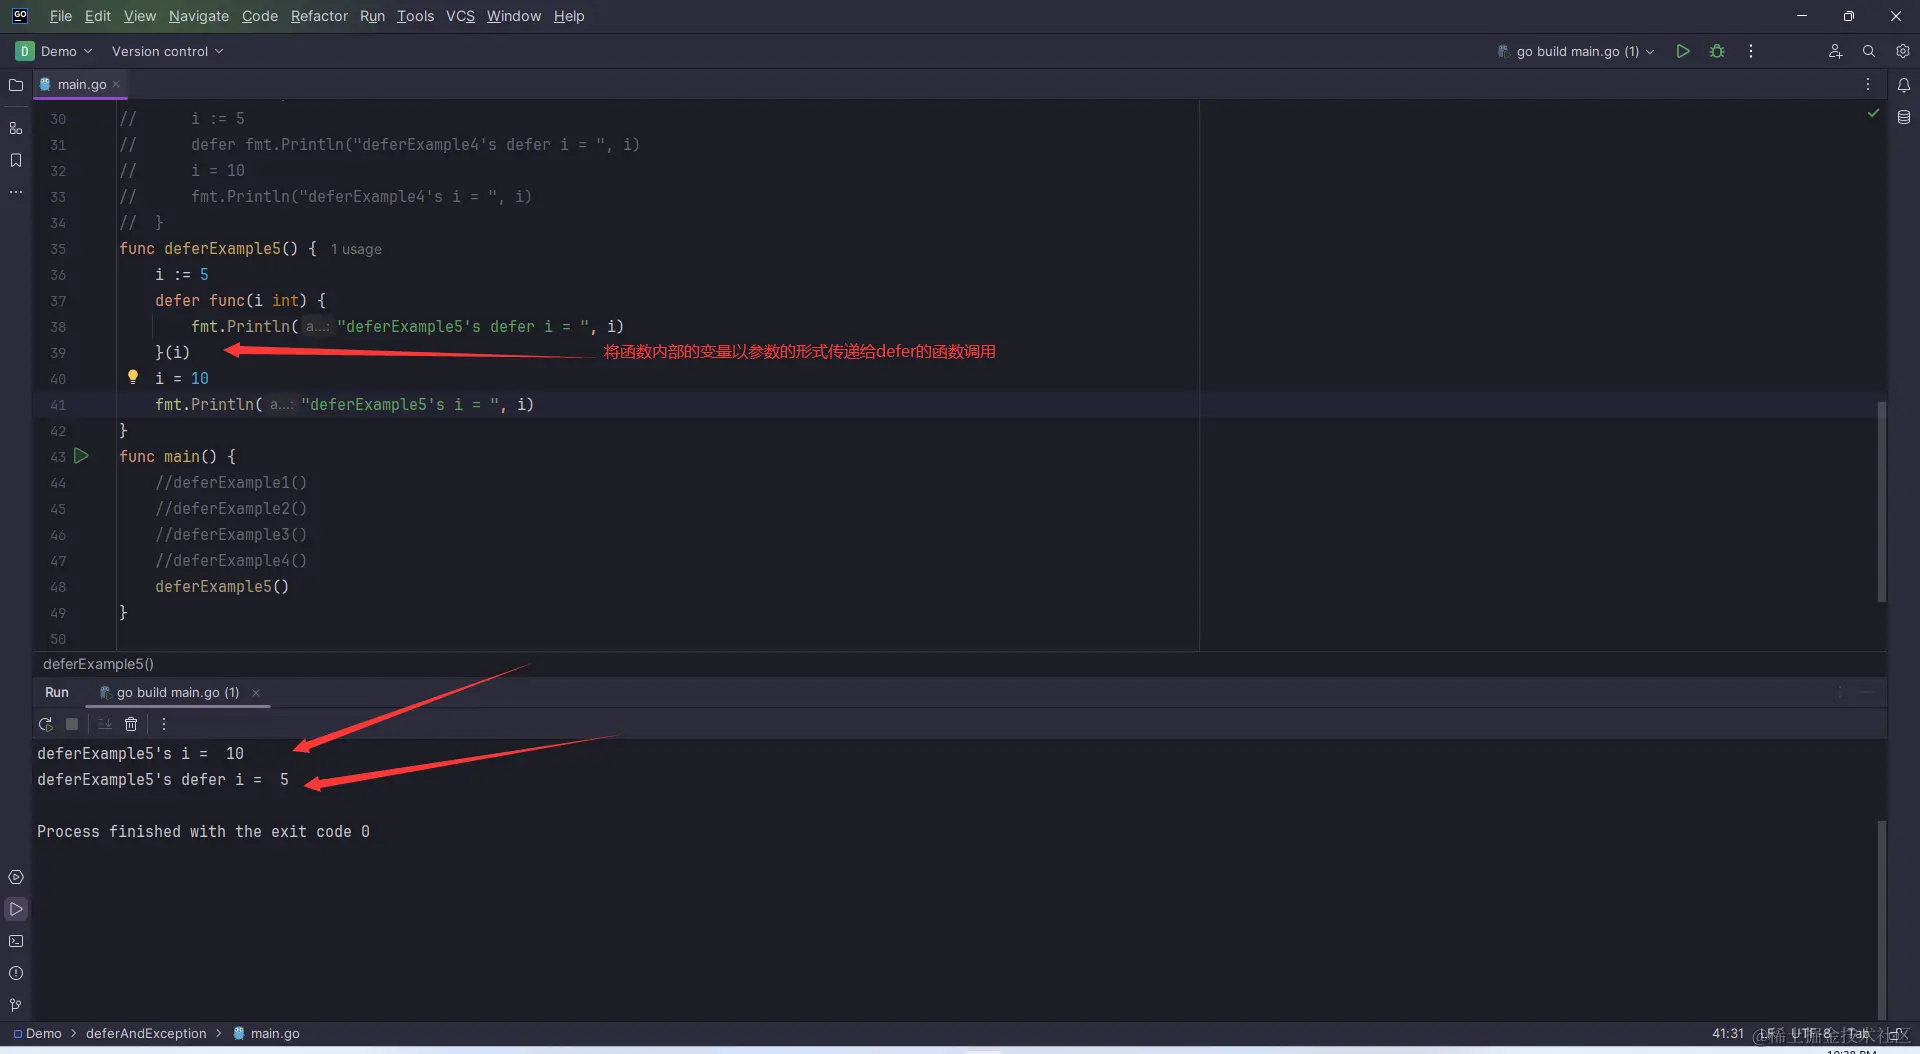 GO File Edit View Navigate Code Refactor Run Tools VCS Window Help
D Demo Version control go build main.go (1)
main.go
30 // i := 5
31 // defer fmt.Println("deferExample4's defer i = ", i)
32 // i = 10
33 // fmt.Println("deferExample4's i = ", i)
34 // }
35 func deferExample5() { 1 usage
36 i := 5
37 defer func(i int) {
38 fmt.Println( a...: "deferExample5's defer i = ", i)
39 }(i) 将函数内部的变量以参数的形式传递给defer的函数调用
40 i = 10
41 fmt.Println( a...: "deferExample5's i = ", i)
42 }
43 func main() {
44 //deferExample1()
45 //deferExample2()
46 //deferExample3()
47 //deferExample4()
48 deferExample5()
49 }
50
deferExample5()
Run go build main.go (1)
deferExample5's i =  10
deferExample5's defer i =  5
Process finished with the exit code 0
Demo > deferAndException > main.go 41:31 LF UTF-8 Tab
@稀土掘金技术社区